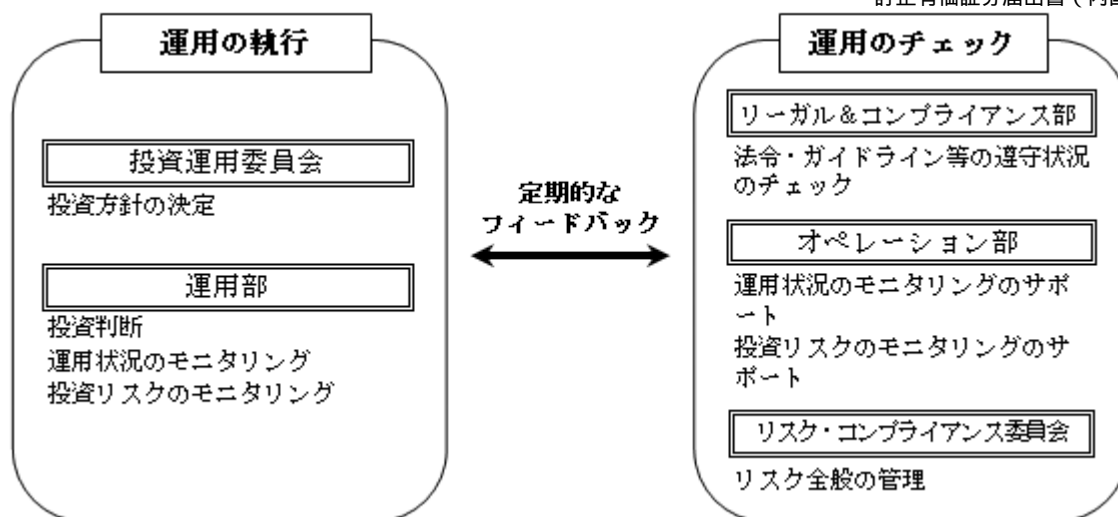 運用の執行
投資運用委員会
投資方針の決定
運用部
投資判断
運用状況のモニタリング
投資リスクのモニタリング
定期的な
フィードバック
運用のチェック
リーガル&コンプライアンス部
法令・ガイドライン等の遵守状況
のチェック
オペレーション部
運用状況のモニタリングのサポ
ート
投資リスクのモニタリングのサ
ポート
リスク・コンプライアンス委員会
リスク全般の管理